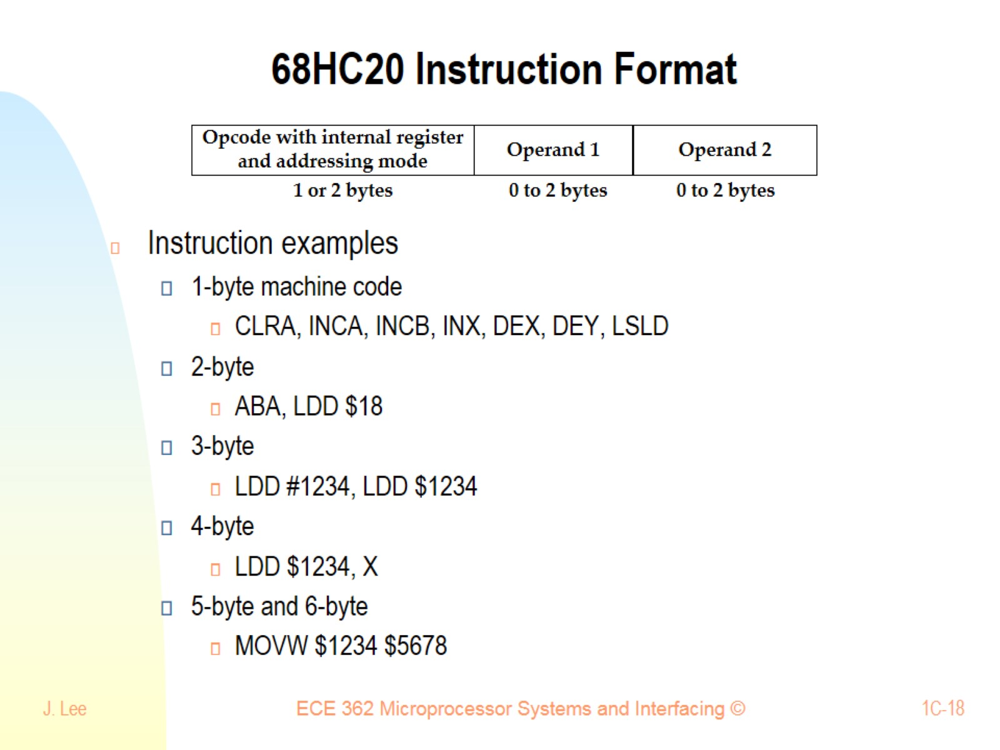 68HC20 Instruction Format
Opcode with internal register
and addressing mode
Operand 1
Operand 2
1 or 2 bytes
0 to 2 bytes
0 to 2 bytes
Instruction examples
1-byte machine code
CLRA, INCA, INCB, INX, DEX, DEY, LSLD
2-byte
ABA, LDD $18
3-byte
LDD #1234, LDD $1234
4-byte
LDD $1234, X
5-byte and 6-byte
MOVW $1234 $5678
J. Lee
ECE 362 Microprocessor Systems and Interfacing ©
1C-18